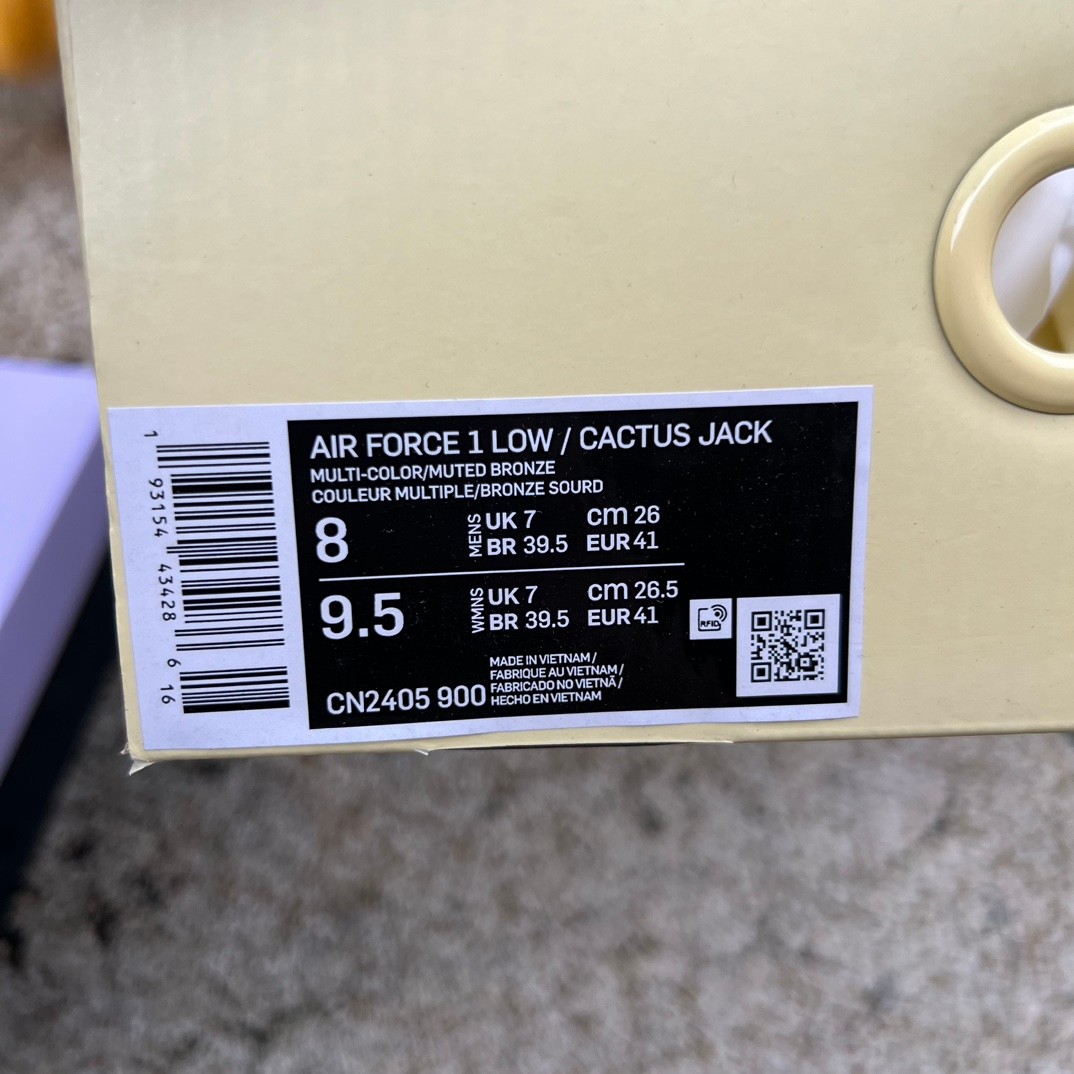 AIR FORCE 1 LOW / CACTUS JACK
MULTI-COLOR/MUTED BRONZE
COULEUR MULTIPLE/BRONZE SOURD
8 MENS UK 7 cm 26
BR 39.5 EUR 41
9.5 WMNS UK 7 cm 26.5
BR 39.5 EUR 41
RFID
MADE IN VIETNAM /
FABRIQUE AU VIETNAM /
FABRICADO NO VIETNÃ /
CN2405 900 HECHO EN VIETNAM
1 93154 43428 6 16